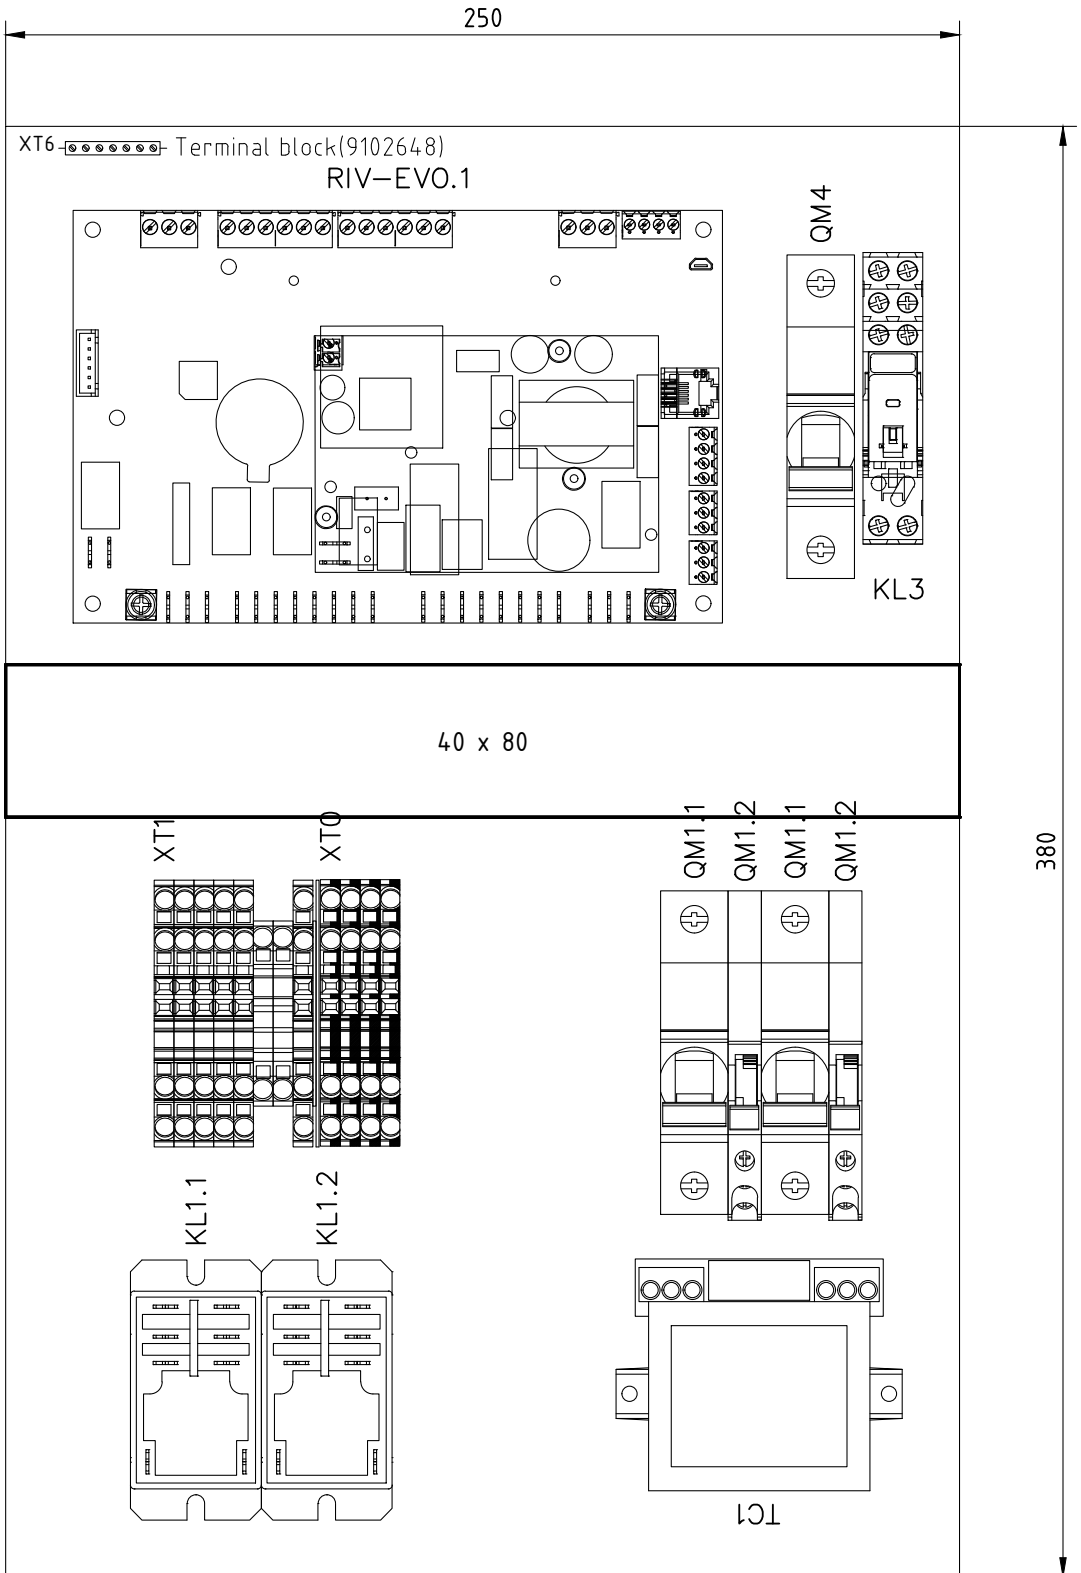 250
XT6 Terminal block(9102648)
RIV-EVO.1
QM4
KL3
40 x 80
380
XT1
XT0
QM1.1
QM1.2
QM1.1
QM1.2
KL1.1
KL1.2
TC1